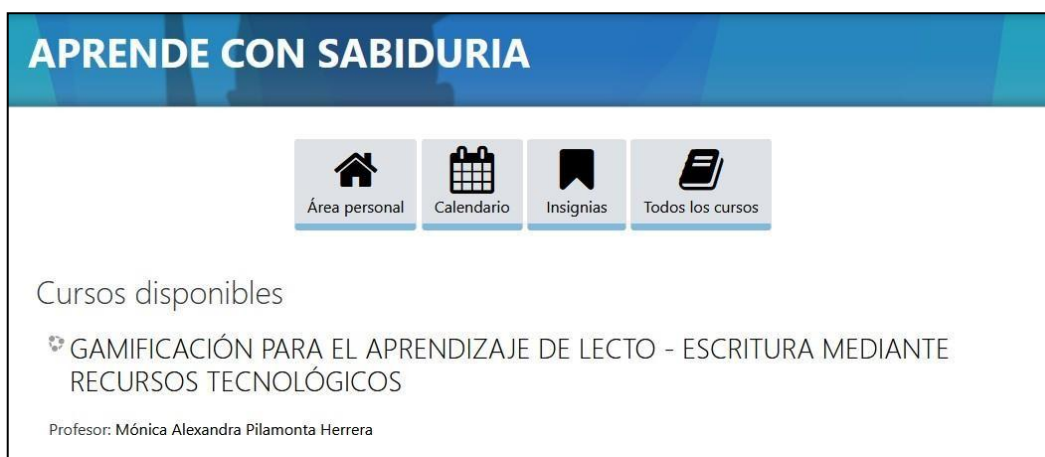 APRENDE CON SABIDURIA
Área personal
Calendario
Insignias
Todos los cursos
Cursos disponibles
GAMIFICACIÓN PARA EL APRENDIZAJE DE LECTO - ESCRITURA MEDIANTE
RECURSOS TECNOLÓGICOS
Profesor: Mónica Alexandra Pilamonta Herrera